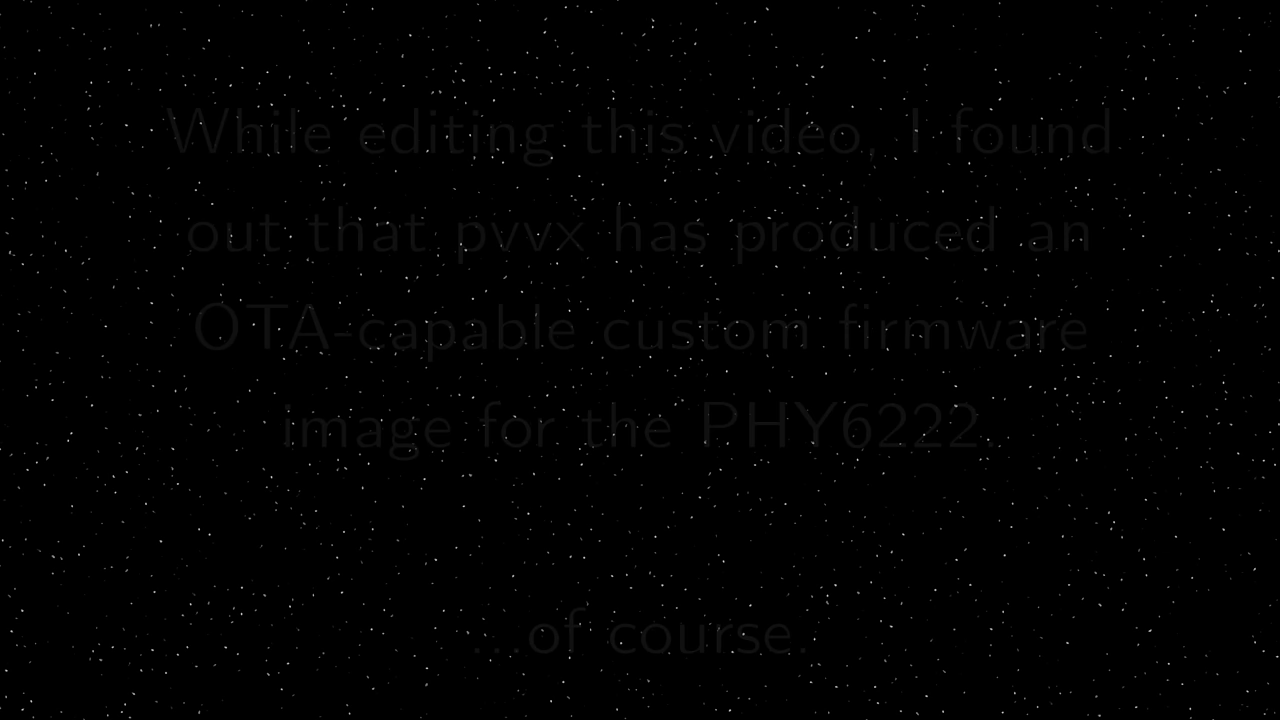 While editing this video, I found
out that pvvx has produced an
OTA-capable custom firmware
image for the PHY6222
...of course.